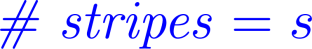 # stripes = s